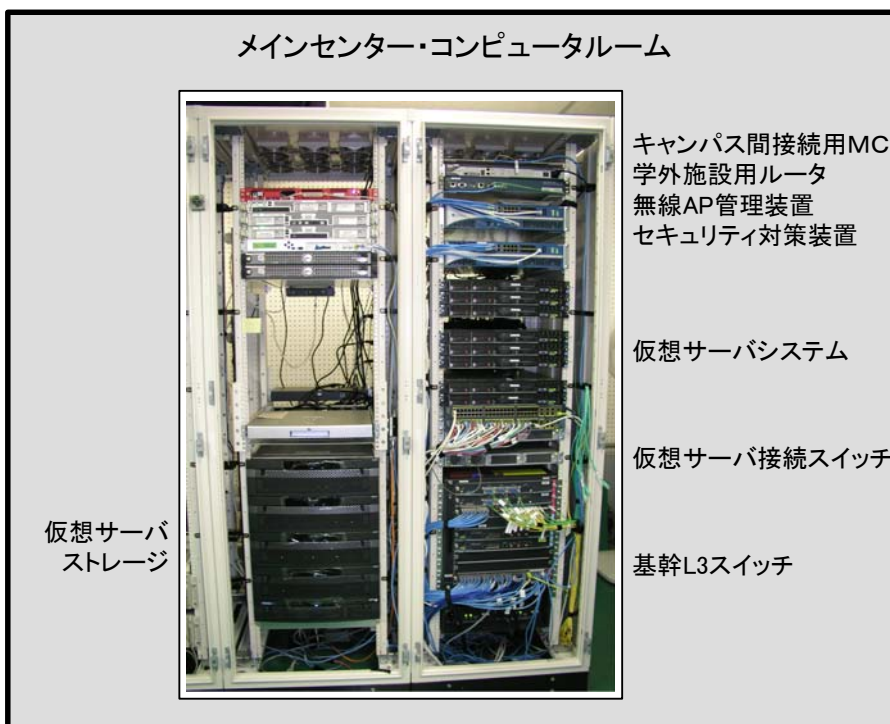 メインセンター・コンピュータルーム
キャンパス間接続用MC
学外施設用ルータ
無線AP管理装置
セキュリティ対策装置
仮想サーバシステム
仮想サーバ接続スイッチ
仮想サーバ
ストレージ
基幹L3スイッチ